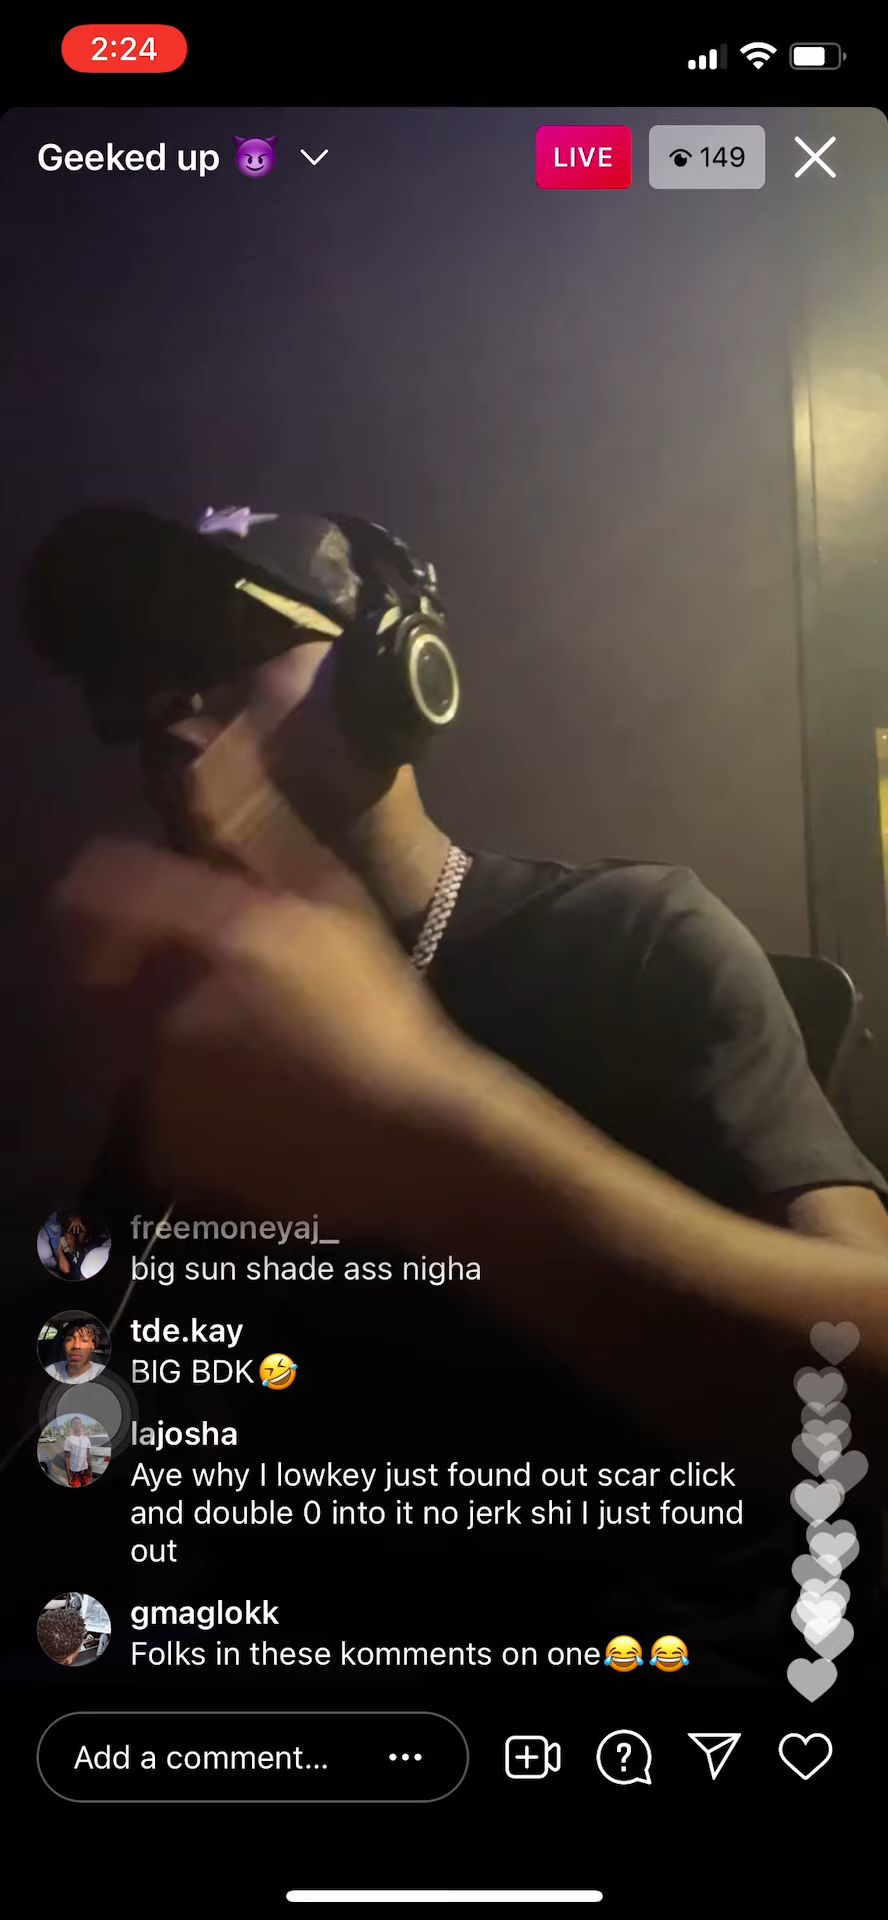 2:24
Geeked up 😈
LIVE
149
freemoneyaj_
big sun shade ass nigha
tde.kay
BIG BDK🤣
lajosha
Aye why I lowkey just found out scar click
and double 0 into it no jerk shi I just found
out
gmaglokk
Folks in these komments on one😂😂
Add a comment...